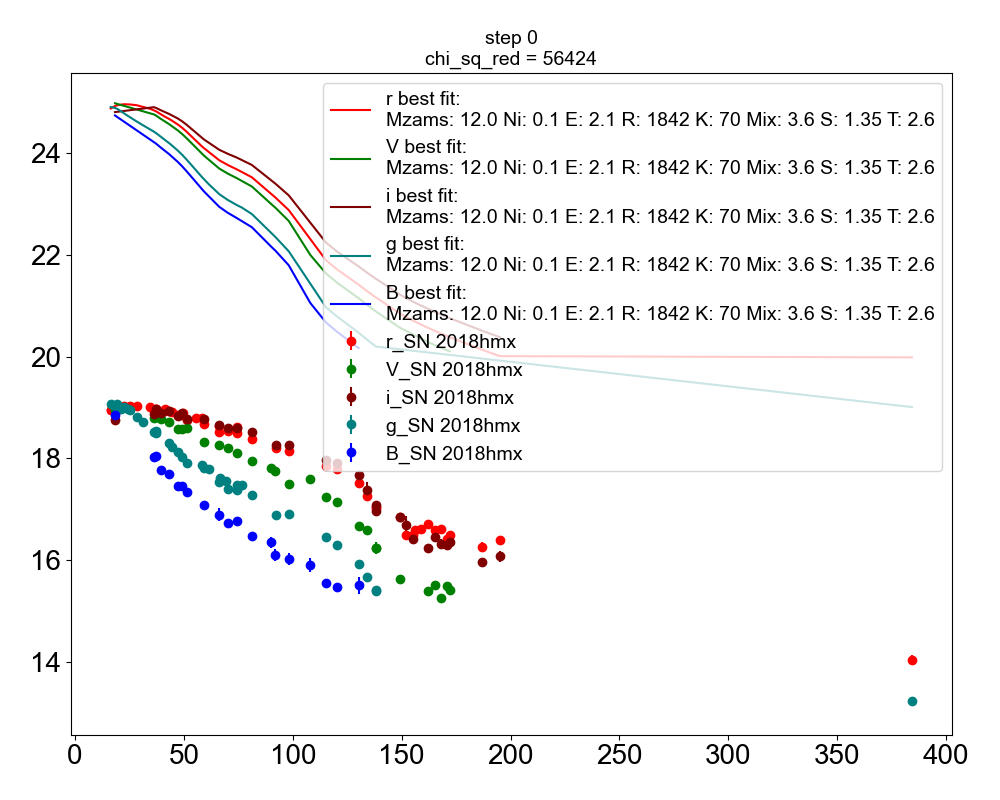 step 0
chi_sq_red = 56424
r best fit:
Mzams: 12.0 Ni: 0.1 E: 2.1 R: 1842 K: 70 Mix: 3.6 S: 1.35 T: 2.6
V best fit:
Mzams: 12.0 Ni: 0.1 E: 2.1 R: 1842 K: 70 Mix: 3.6 S: 1.35 T: 2.6
i best fit:
Mzams: 12.0 Ni: 0.1 E: 2.1 R: 1842 K: 70 Mix: 3.6 S: 1.35 T: 2.6
g best fit:
Mzams: 12.0 Ni: 0.1 E: 2.1 R: 1842 K: 70 Mix: 3.6 S: 1.35 T: 2.6
B best fit:
Mzams: 12.0 Ni: 0.1 E: 2.1 R: 1842 K: 70 Mix: 3.6 S: 1.35 T: 2.6
r_SN 2018hmx
V_SN 2018hmx
i_SN 2018hmx
g_SN 2018hmx
B_SN 2018hmx
24
22
20
18
16
14
0 50 100 150 200 250 300 350 400